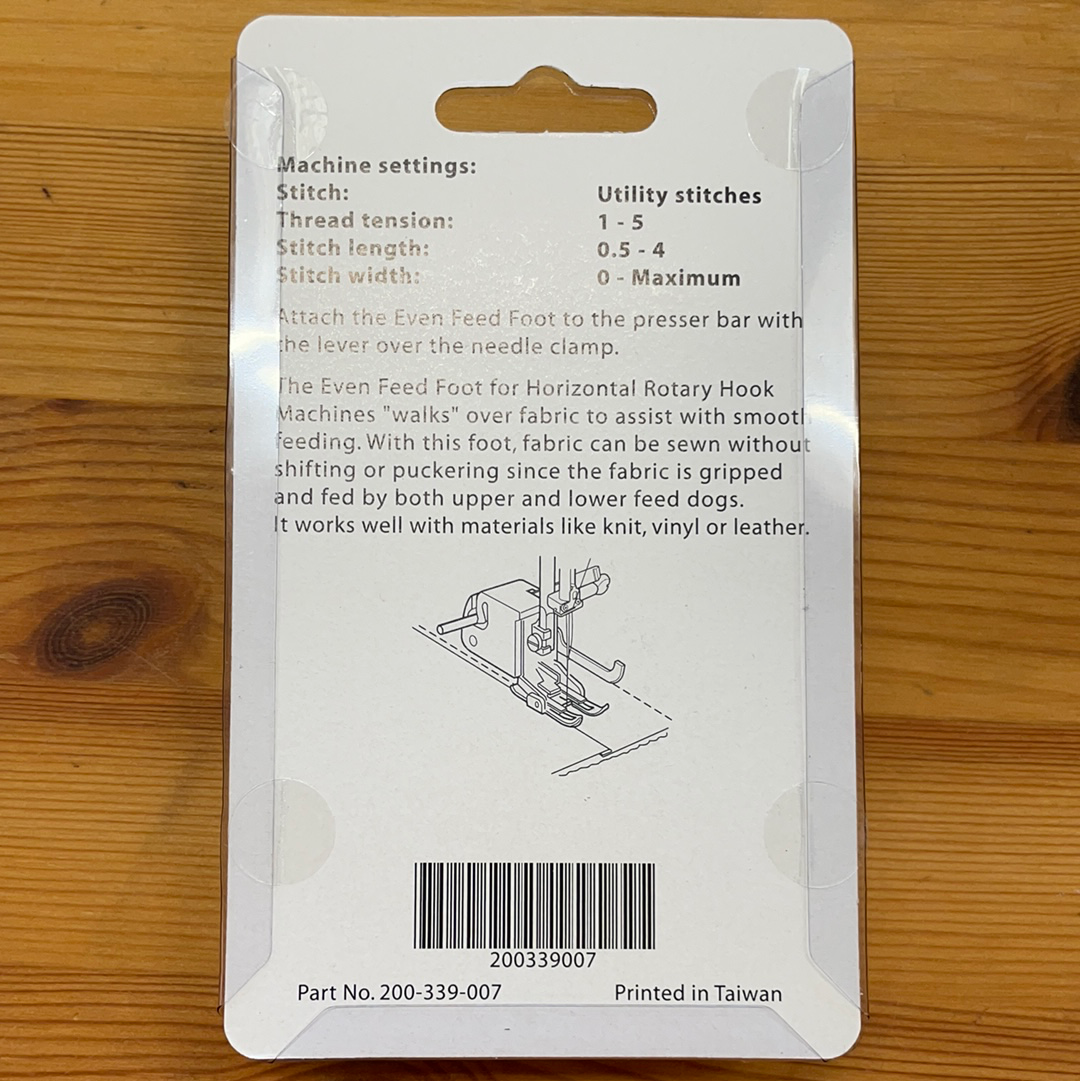 Machine settings:
Stitch: Utility stitches
Thread tension: 1 - 5
Stitch length: 0.5 - 4
Stitch width: 0 - Maximum
Attach the Even Feed Foot to the presser bar with
the lever over the needle clamp.
The Even Feed Foot for Horizontal Rotary Hook
Machines "walks" over fabric to assist with smooth
feeding. With this foot, fabric can be sewn without
shifting or puckering since the fabric is gripped
and fed by both upper and lower feed dogs.
It works well with materials like knit, vinyl or leather.
200339007
Part No. 200-339-007 Printed in Taiwan